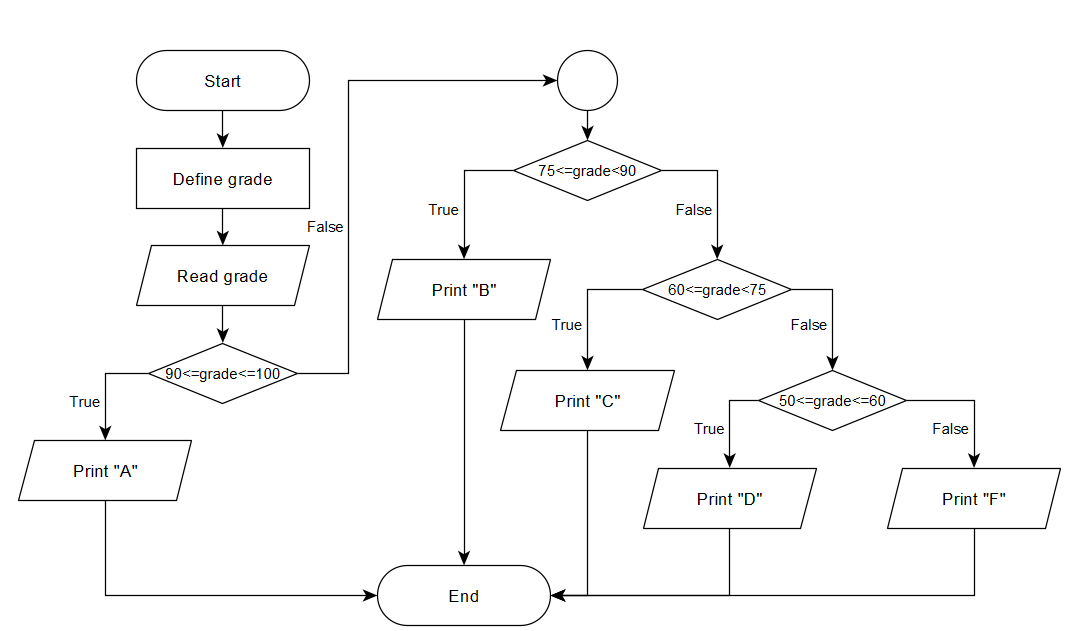 Start
Define grade
False
Read grade
90<=grade<=100
True
Print "A"
75<=grade<90
True
False
Print "B"
60<=grade<75
True
False
Print "C"
50<=grade<=60
True
False
Print "D"
Print "F"
End